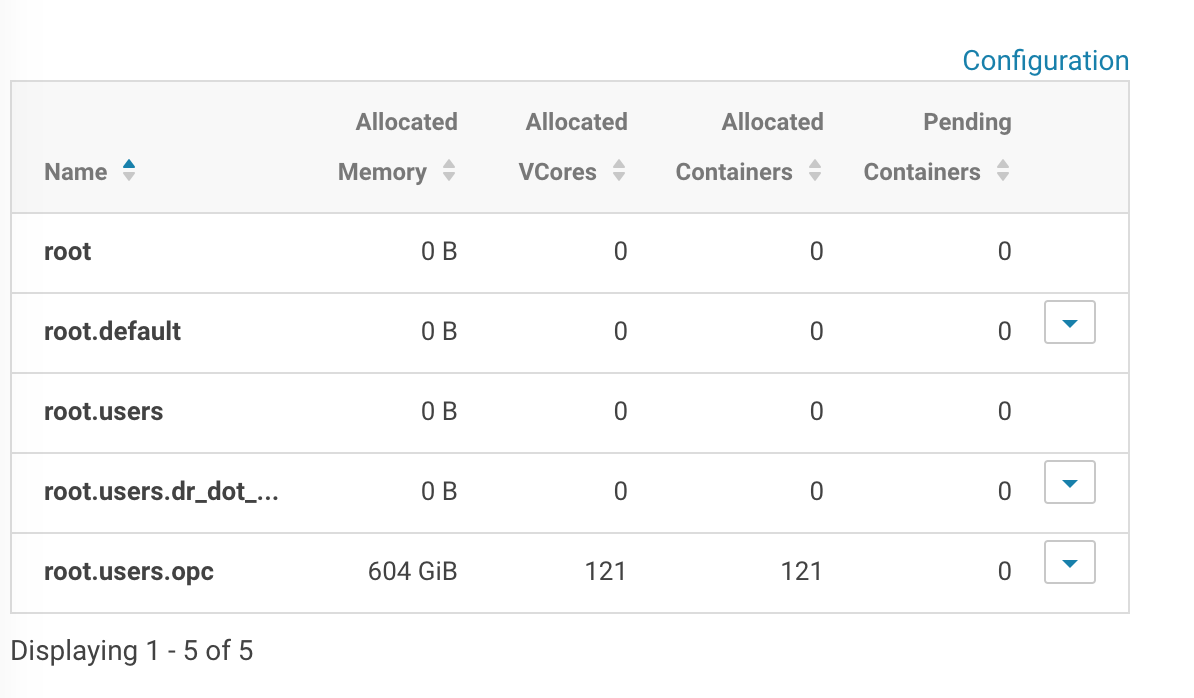 Configuration
Name Allocated Memory Allocated VCores Allocated Containers Pending Containers
root 0 B 0 0 0
root.default 0 B 0 0 0
root.users 0 B 0 0 0
root.users.dr_dot_... 0 B 0 0 0
root.users.opc 604 GiB 121 121 0
Displaying 1 - 5 of 5